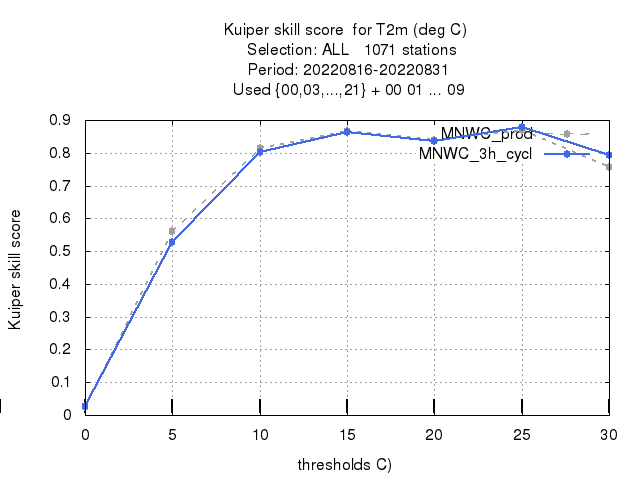 Kuiper skill score  for T2m (deg C)
Selection: ALL   1071 stations
Period: 20220816-20220831
Used {00,03,...,21} + 00 01 ... 09
0.9
0.8
0.7
0.6
0.5
0.4
0.3
0.2
0.1
0
Kuiper skill score
MNWC_prod
MNWC_3h_cycl
0 5 10 15 20 25 30
thresholds C)